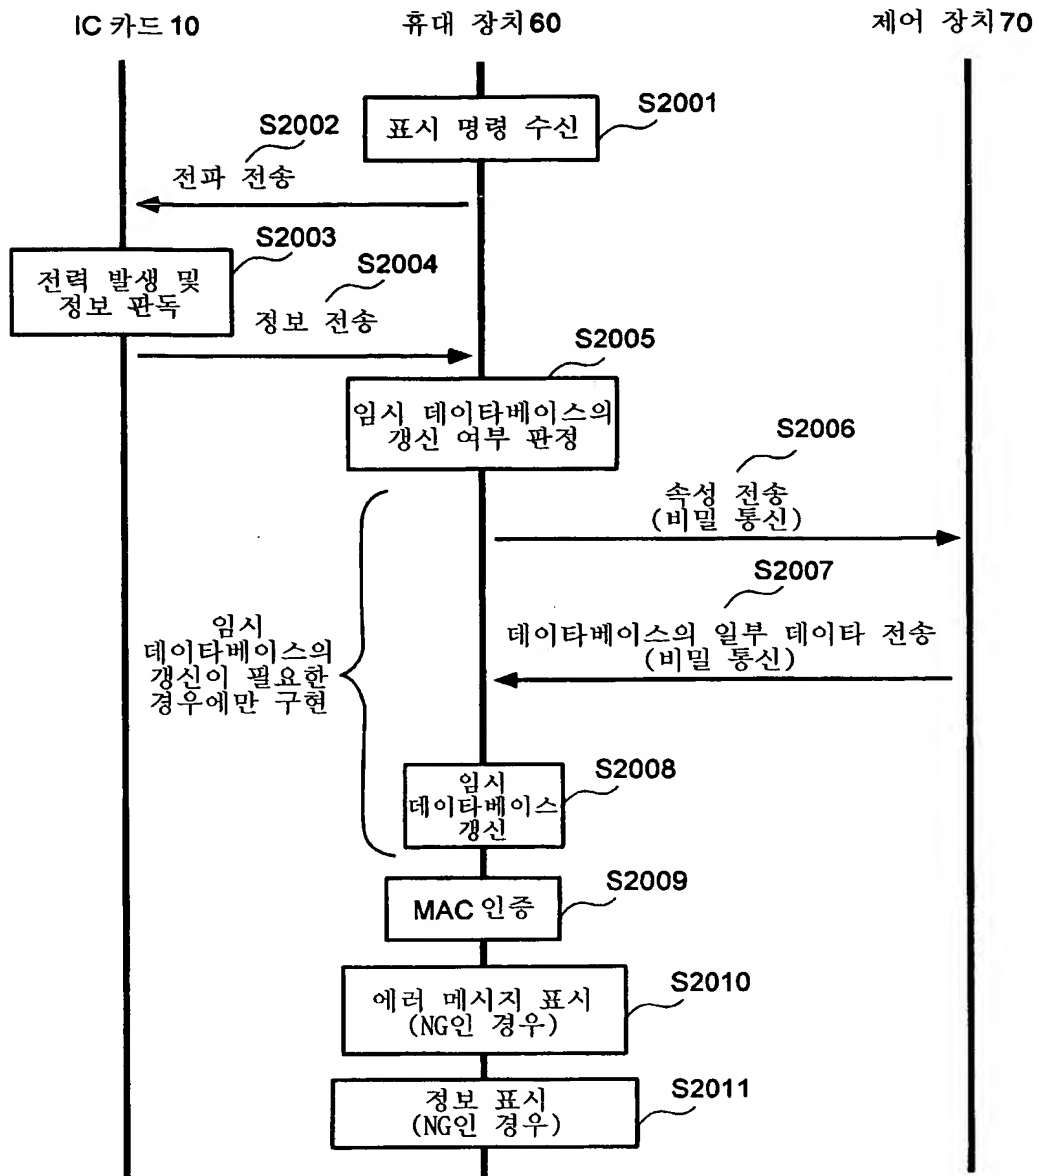 IC 카드 10
휴대 장치 60
제어 장치 70
S2001
표시 명령 수신
S2002
전파 전송
S2003
전력 발생 및
정보 판독
S2004
정보 전송
S2005
임시 데이타베이스의
갱신 여부 판정
S2006
속성 전송
(비밀 통신)
S2007
데이타베이스의 일부 데이타 전송
(비밀 통신)
임시
데이타베이스의
갱신이 필요한
경우에만 구현
S2008
임시
데이타베이스
갱신
S2009
MAC 인증
S2010
에러 메시지 표시
(NG인 경우)
S2011
정보 표시
(NG인 경우)